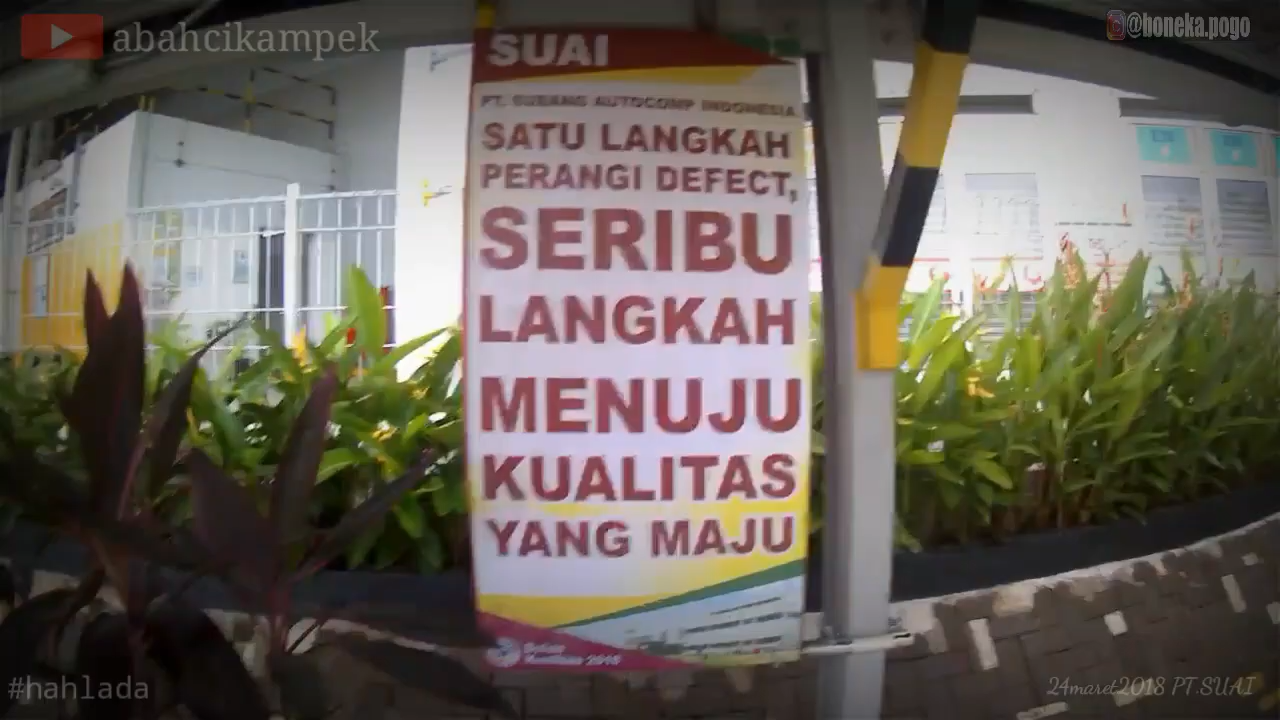 abahcikampek
@honeka.pogo
SUAI
PT. SUBANG AUTOCOMP INDONESIA
SATU LANGKAH
PERANGI DEFECT,
SERIBU
LANGKAH
MENUJU
KUALITAS
YANG MAJU
#hahlada
24maret2018 PT.SUAI